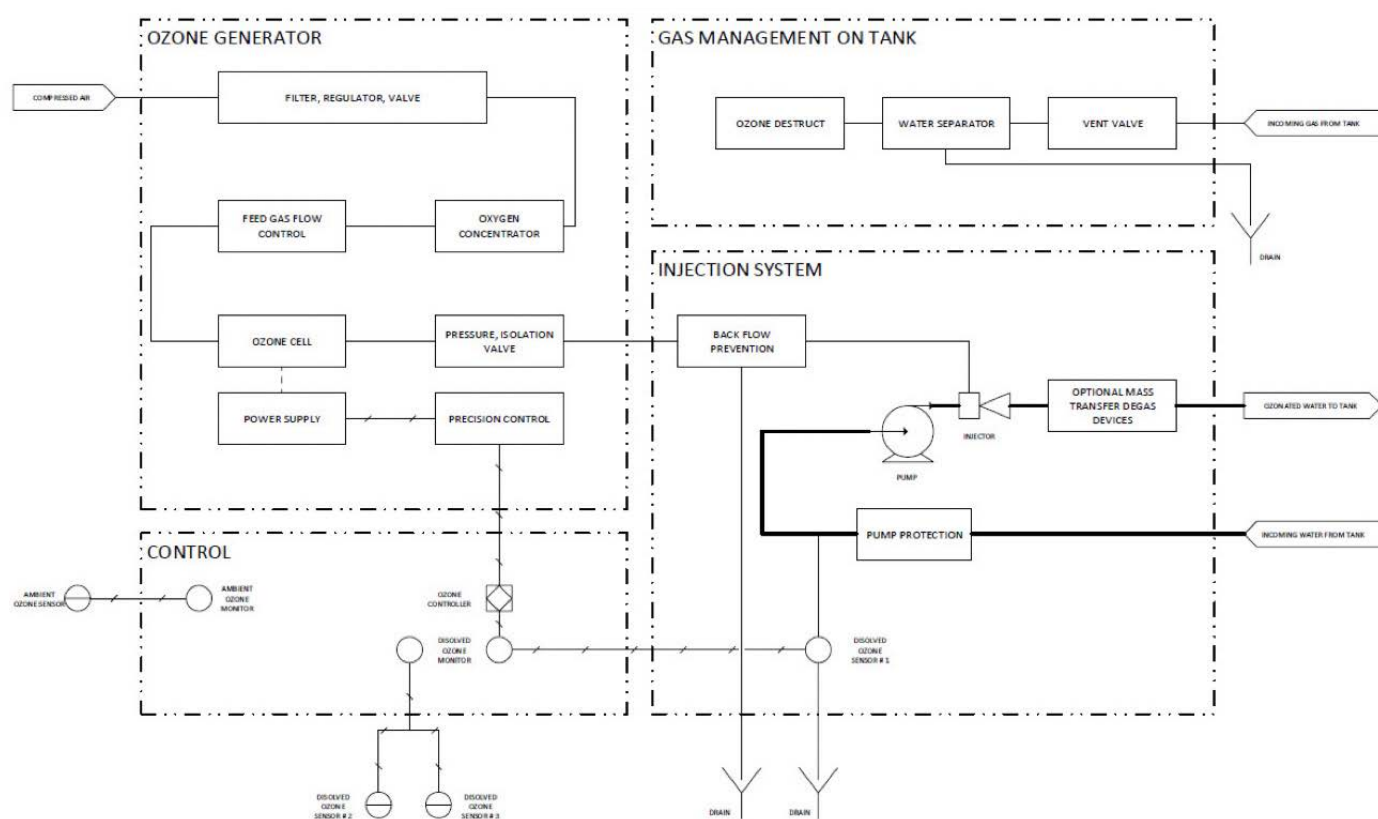 OZONE GENERATOR
COMPRESSED AIR
FILTER, REGULATOR, VALVE
FEED GAS FLOW
CONTROL
OXYGEN
CONCENTRATOR
OZONE CELL
PRESSURE, ISOLATION
VALVE
POWER SUPPLY
PRECISION CONTROL
GAS MANAGEMENT ON TANK
OZONE DESTRUCT
WATER SEPARATOR
VENT VALVE
INCOMING GAS FROM TANK
DRAIN
INJECTION SYSTEM
BACK FLOW
PREVENTION
OPTIONAL MASS
TRANSFER DEGAS
DEVICES
OZONATED WATER TO TANK
INJECTOR
PUMP
PUMP PROTECTION
INCOMING WATER FROM TANK
DISOLVED
OZONE
SENSOR # 1
DRAIN
DRAIN
CONTROL
AMBIENT
OZONE SENSOR
AMBIENT
OZONE
MONITOR
OZONE
CONTROLLER
DISOLVED
OZONE
MONITOR
DISOLVED
OZONE
SENSOR # 2
DISOLVED
OZONE
SENSOR # 3